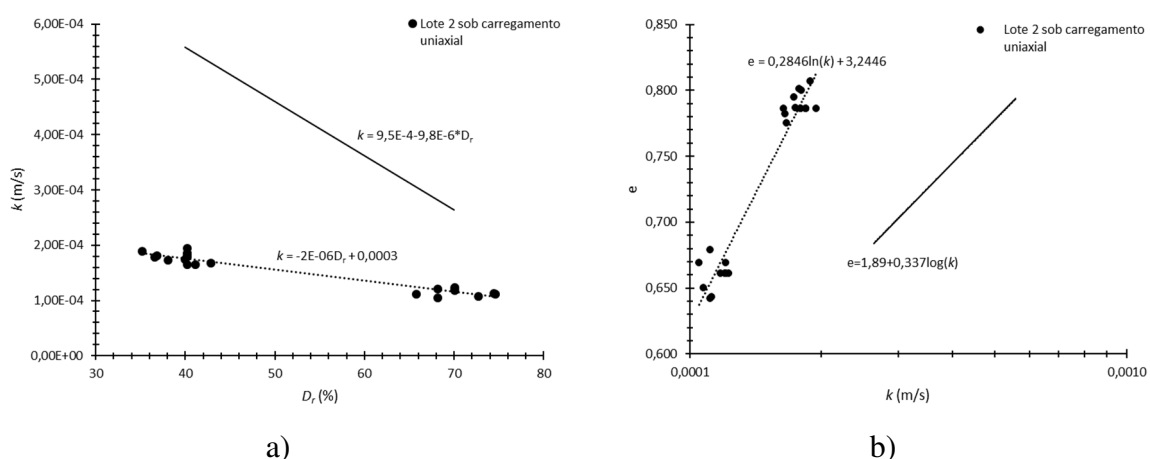 6,00E-04
5,00E-04
4,00E-04
3,00E-04
2,00E-04
1,00E-04
0,00E+00
k (m/s)
Lote 2 sob carregamento
uniaxial
k = 9,5E-4-9,8E-6*Dr
k = -2E-06Dr + 0,0003
30 40 50 60 70 80
Dr (%)
a)
0,850
0,800
0,750
0,700
0,650
0,600
e
Lote 2 sob carregamento
uniaxial
e = 0,2846ln(k) + 3,2446
e=1,89+0,337log(k)
0,0001 0,0010
k (m/s)
b)